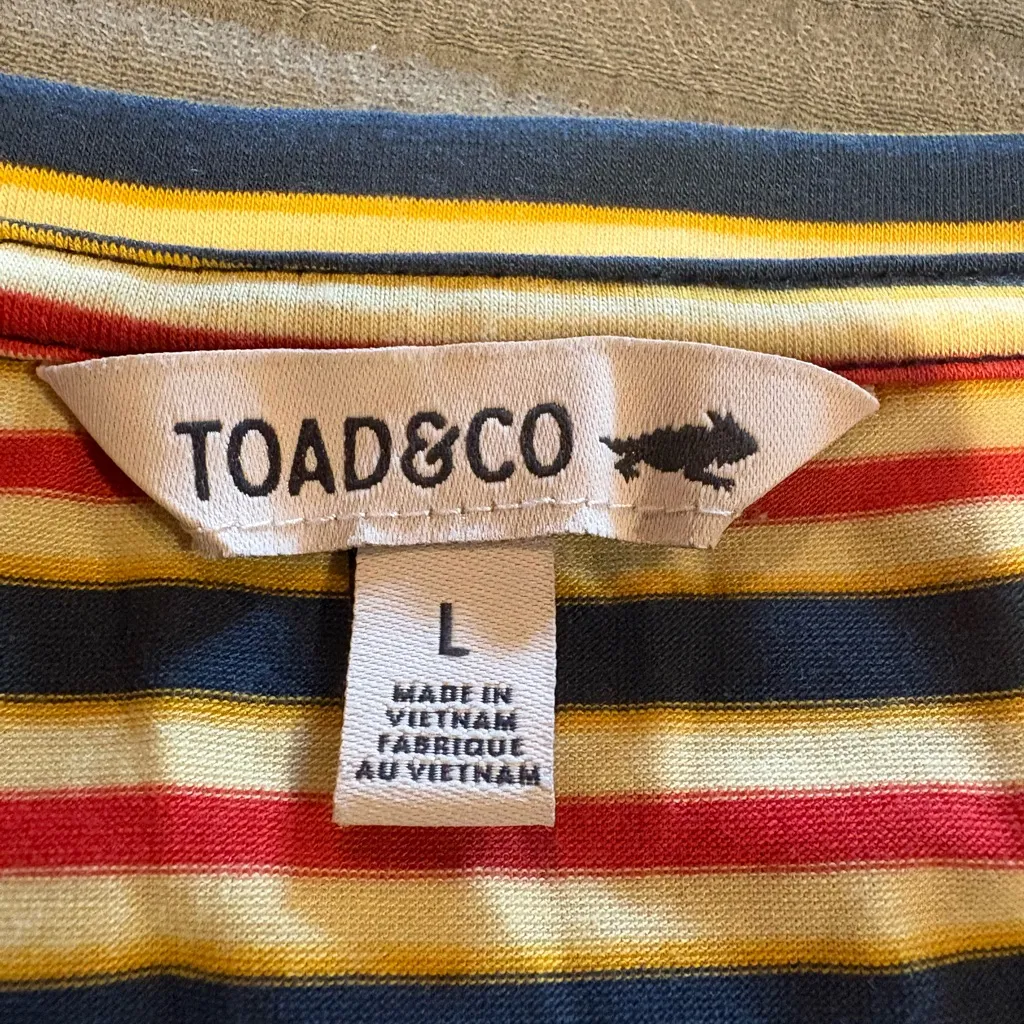 TOAD&CO
L
MADE IN
VIETNAM
FABRIQUE
AU VIETNAM